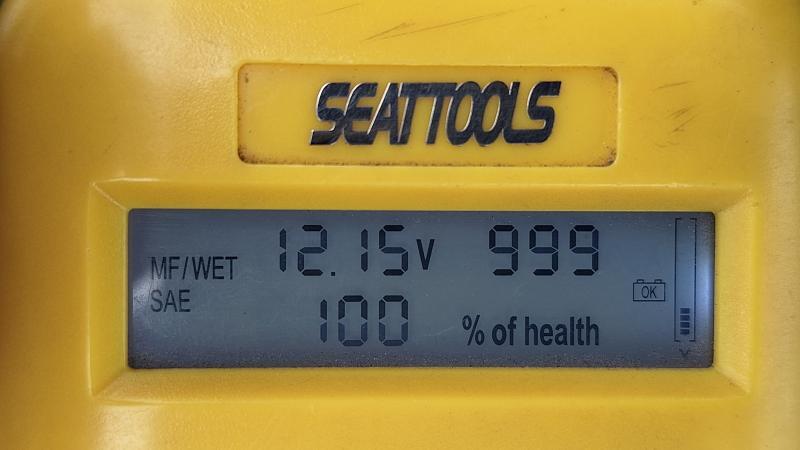 SEATTOOLS
MF/WET 12.15V 999
SAE 100 % of health
OK